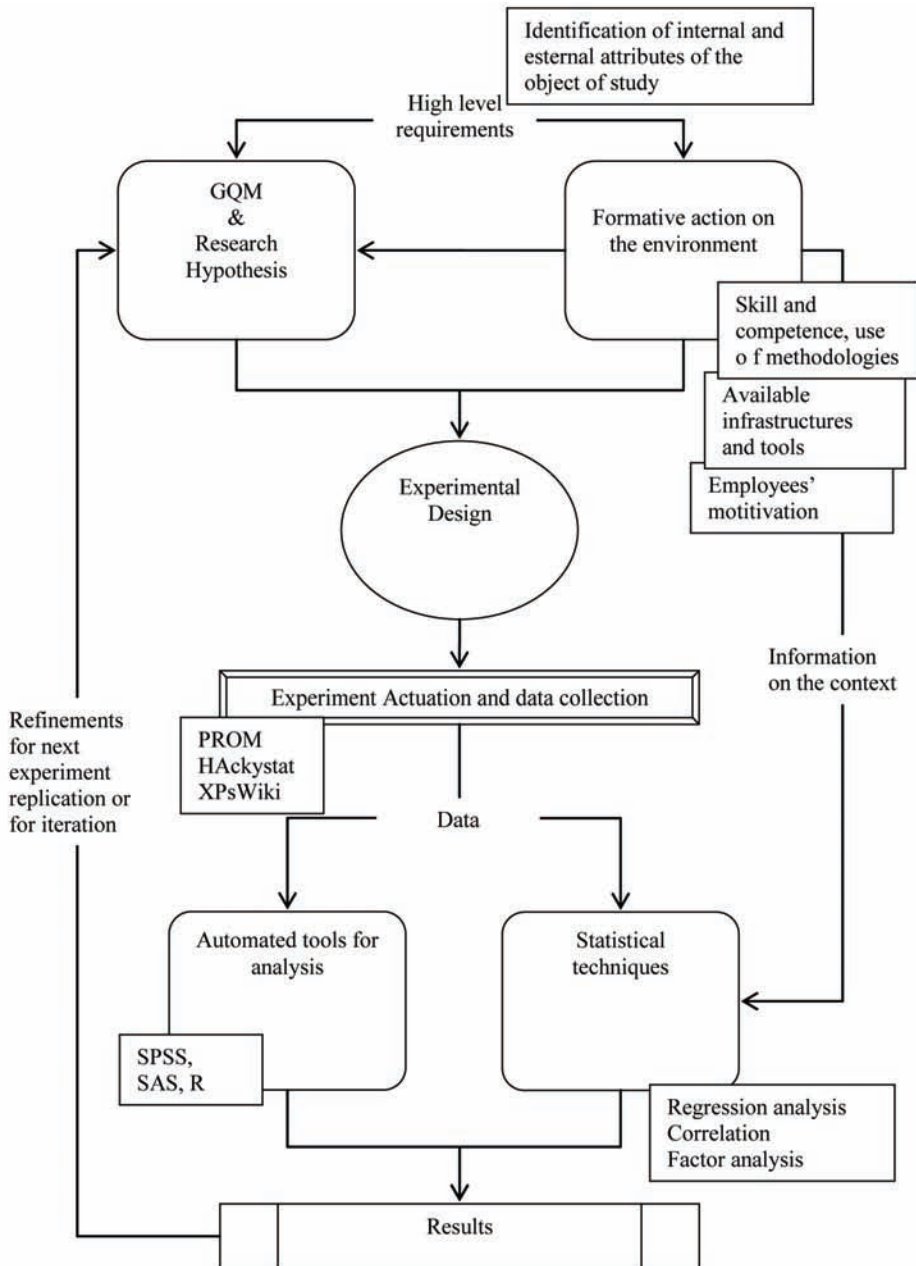 Identification of internal and
esternal attributes of the
object of study
High level
requirements
GQM
&
Research
Hypothesis
Formative action on
the environment
Skill and
competence, use
o f methodologies
Available
infrastructures
and tools
Employees’
motitivation
Experimental
Design
Information
on the context
Experiment Actuation and data collection
PROM
HAckystat
XPsWiki
Refinements
for next
experiment
replication or
for iteration
Data
Automated tools for
analysis
Statistical
techniques
SPSS,
SAS, R
Regression analysis
Correlation
Factor analysis
Results